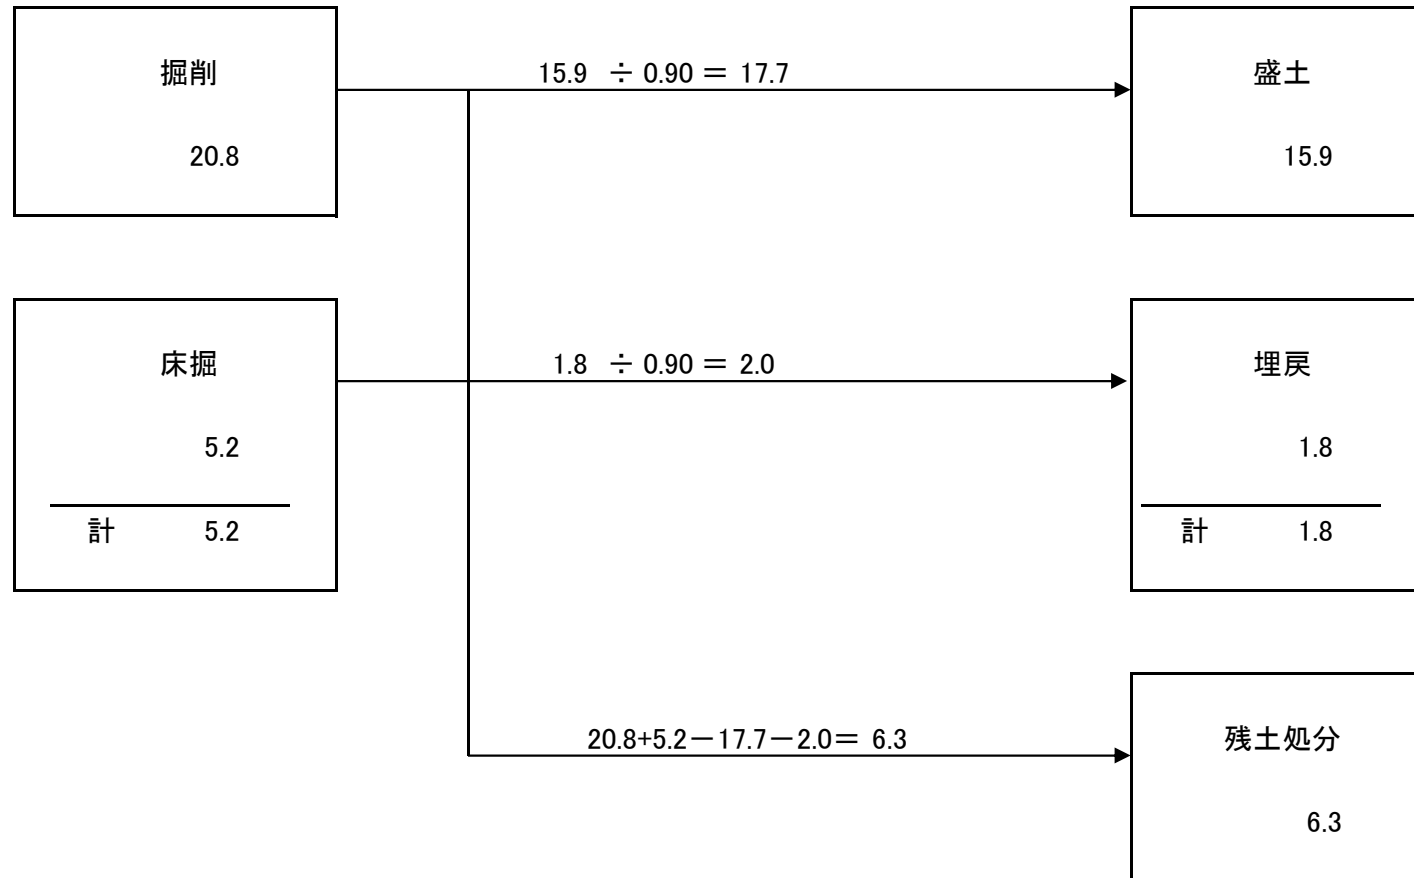 掘削
15.9 ÷ 0.90 = 17.7
盛土
20.8
15.9
床掘
1.8 ÷ 0.90 = 2.0
埋戻
5.2
1.8
計 5.2
計 1.8
20.8+5.2-17.7-2.0= 6.3
残土処分
6.3